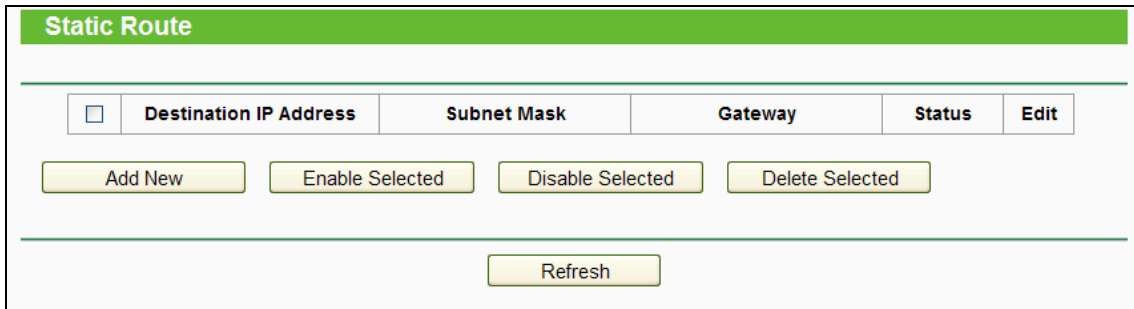 Static Route
Destination IP Address Subnet Mask Gateway Status Edit
Add New Enable Selected Disable Selected Delete Selected
Refresh